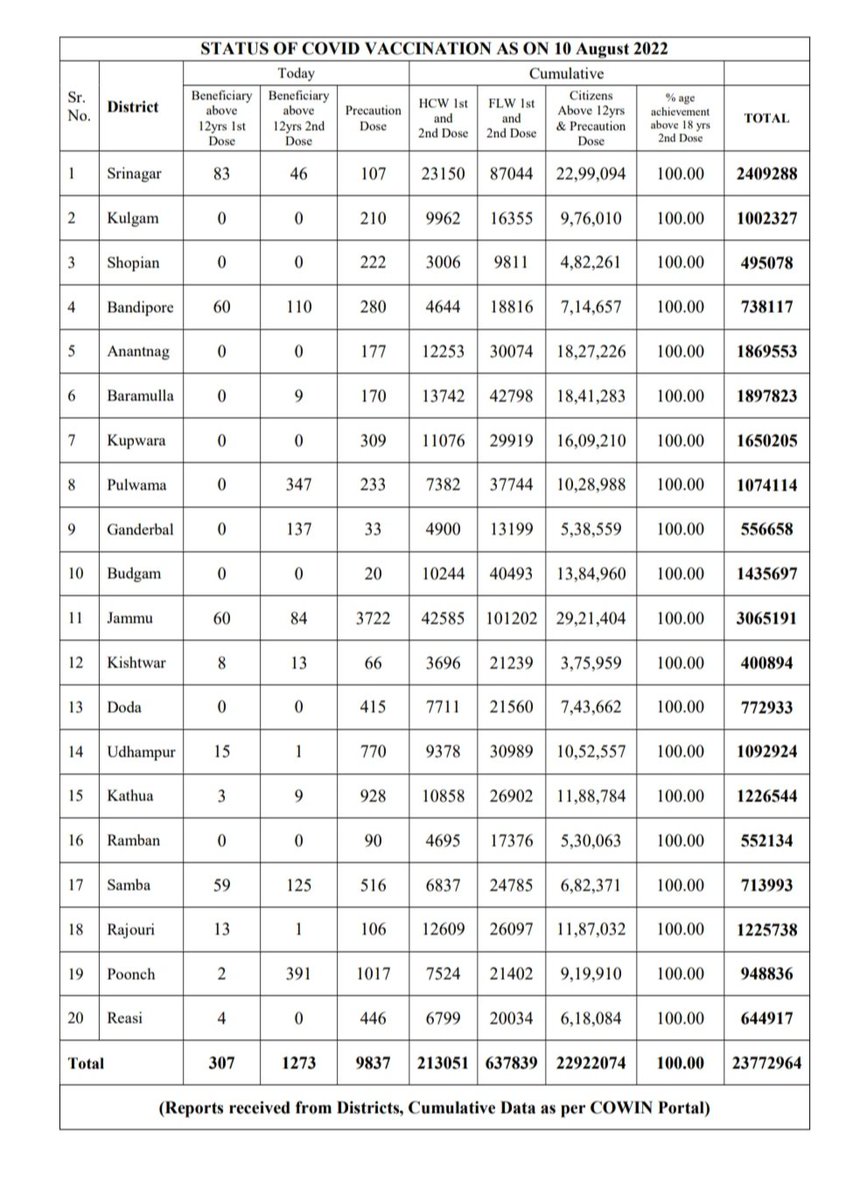 STATUS OF COVID VACCINATION AS ON 10 August 2022
Sr. No. District Today Cumulative
Beneficiary above 12yrs 1st Dose Beneficiary above 12yrs 2nd Dose Precaution Dose HCW 1st and 2nd Dose FLW 1st and 2nd Dose Citizens Above 12yrs & Precaution Dose % age achievement above 18 yrs 2nd Dose TOTAL
1 Srinagar 83 46 107 23150 87044 22,99,094 100.00 2409288
2 Kulgam 0 0 210 9962 16355 9,76,010 100.00 1002327
3 Shopian 0 0 222 3006 9811 4,82,261 100.00 495078
4 Bandipore 60 110 280 4644 18816 7,14,657 100.00 738117
5 Anantnag 0 0 177 12253 30074 18,27,226 100.00 1869553
6 Baramulla 0 9 170 13742 42798 18,41,283 100.00 1897823
7 Kupwara 0 0 309 11076 29919 16,09,210 100.00 1650205
8 Pulwama 0 347 233 7382 37744 10,28,988 100.00 1074114
9 Ganderbal 0 137 33 4900 13199 5,38,559 100.00 556658
10 Budgam 0 0 20 10244 40493 13,84,960 100.00 1435697
11 Jammu 60 84 3722 42585 101202 29,21,404 100.00 3065191
12 Kishtwar 8 13 66 3696 21239 3,75,959 100.00 400894
13 Doda 0 0 415 7711 21560 7,43,662 100.00 772933
14 Udhampur 15 1 770 9378 30989 10,52,557 100.00 1092924
15 Kathua 3 9 928 10858 26902 11,88,784 100.00 1226544
16 Ramban 0 0 90 4695 17376 5,30,063 100.00 552134
17 Samba 59 125 516 6837 24785 6,82,371 100.00 713993
18 Rajouri 13 1 106 12609 26097 11,87,032 100.00 1225738
19 Poonch 2 391 1017 7524 21402 9,19,910 100.00 948836
20 Reasi 4 0 446 6799 20034 6,18,084 100.00 644917
Total 307 1273 9837 213051 637839 22922074 100.00 23772964
(Reports received from Districts, Cumulative Data as per COWIN Portal)